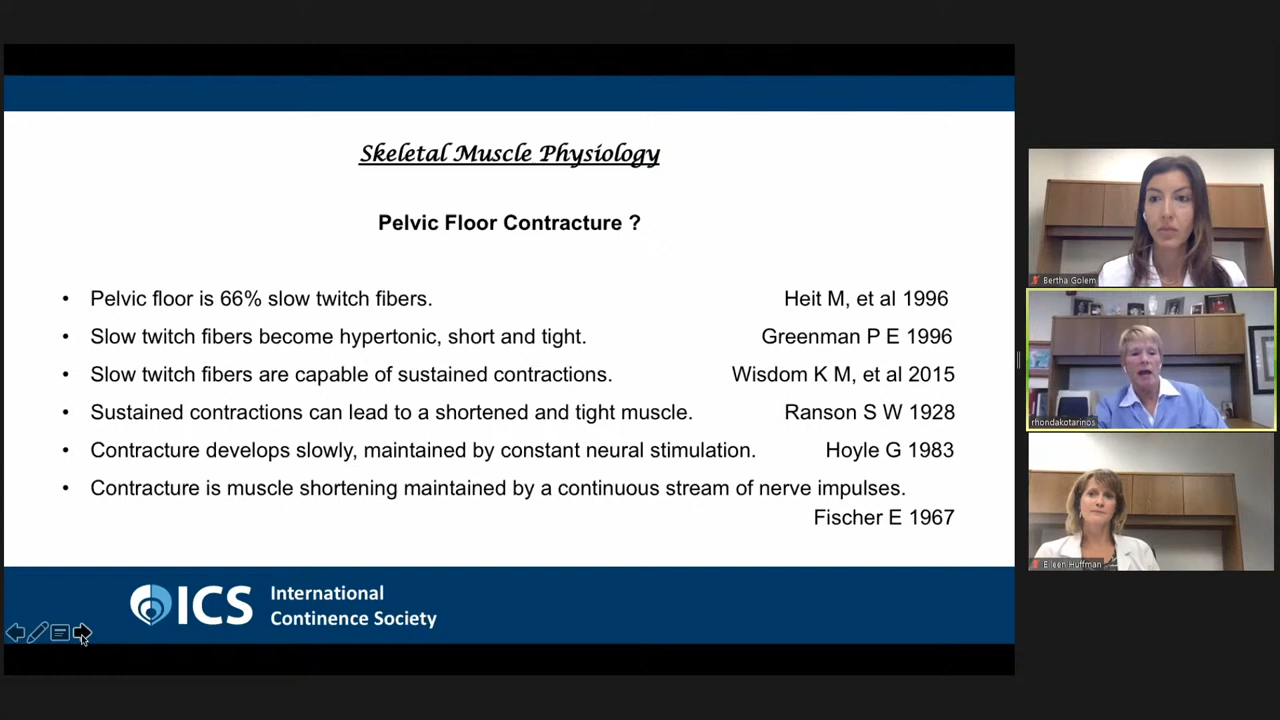 Skeletal Muscle Physiology
Pelvic Floor Contracture ?
• Pelvic floor is 66% slow twitch fibers. Heit M, et al 1996
• Slow twitch fibers become hypertonic, short and tight. Greenman P E 1996
• Slow twitch fibers are capable of sustained contractions. Wisdom K M, et al 2015
• Sustained contractions can lead to a shortened and tight muscle. Ranson S W 1928
• Contracture develops slowly, maintained by constant neural stimulation. Hoyle G 1983
• Contracture is muscle shortening maintained by a continuous stream of nerve impulses.
Fischer E 1967
ICS
International
Continence Society
Bertha Golem
rhondakotarinos
Eileen Huffman